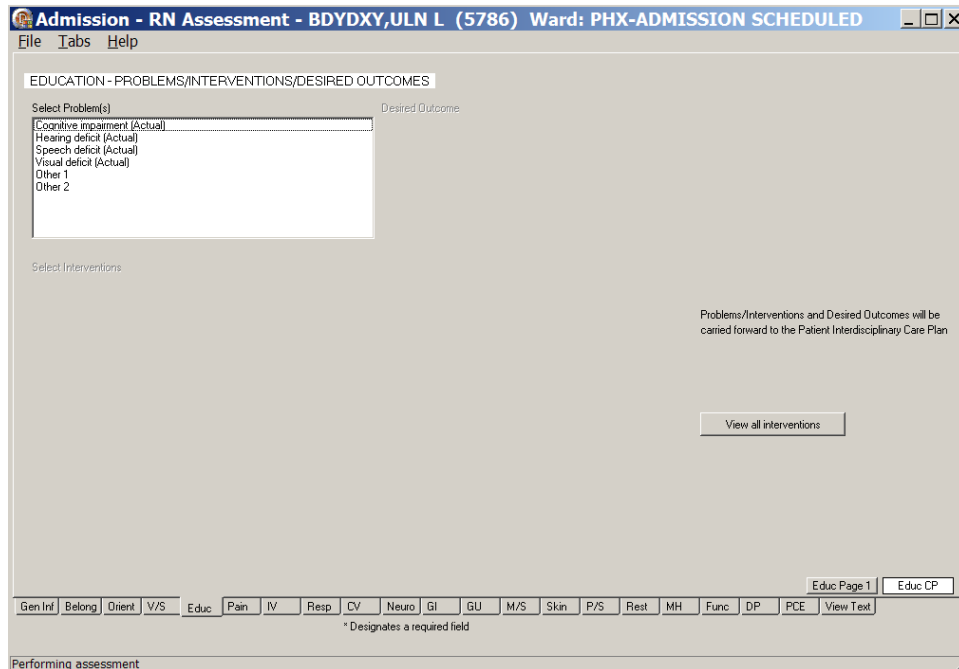 Admission - RN Assessment - BDYDXY,ULN L (5786) Ward: PHX-ADMISSION SCHEDULED
File Tabs Help
EDUCATION - PROBLEMS/INTERVENTIONS/DESIRED OUTCOMES
Select Problem(s) Desired Outcome
Cognitive impairment (Actual)
Hearing deficit (Actual)
Speech deficit (Actual)
Visual deficit (Actual)
Other 1
Other 2
Select Interventions
Problems/Interventions and Desired Outcomes will be
carried forward to the Patient Interdisciplinary Care Plan
View all interventions
Educ Page 1 Educ CP
Gen Inf Belong Orient V/S Educ Pain IV Resp CV Neuro GI GU M/S Skin P/S Rest MH Func DP PCE View Text
* Designates a required field
Performing assessment